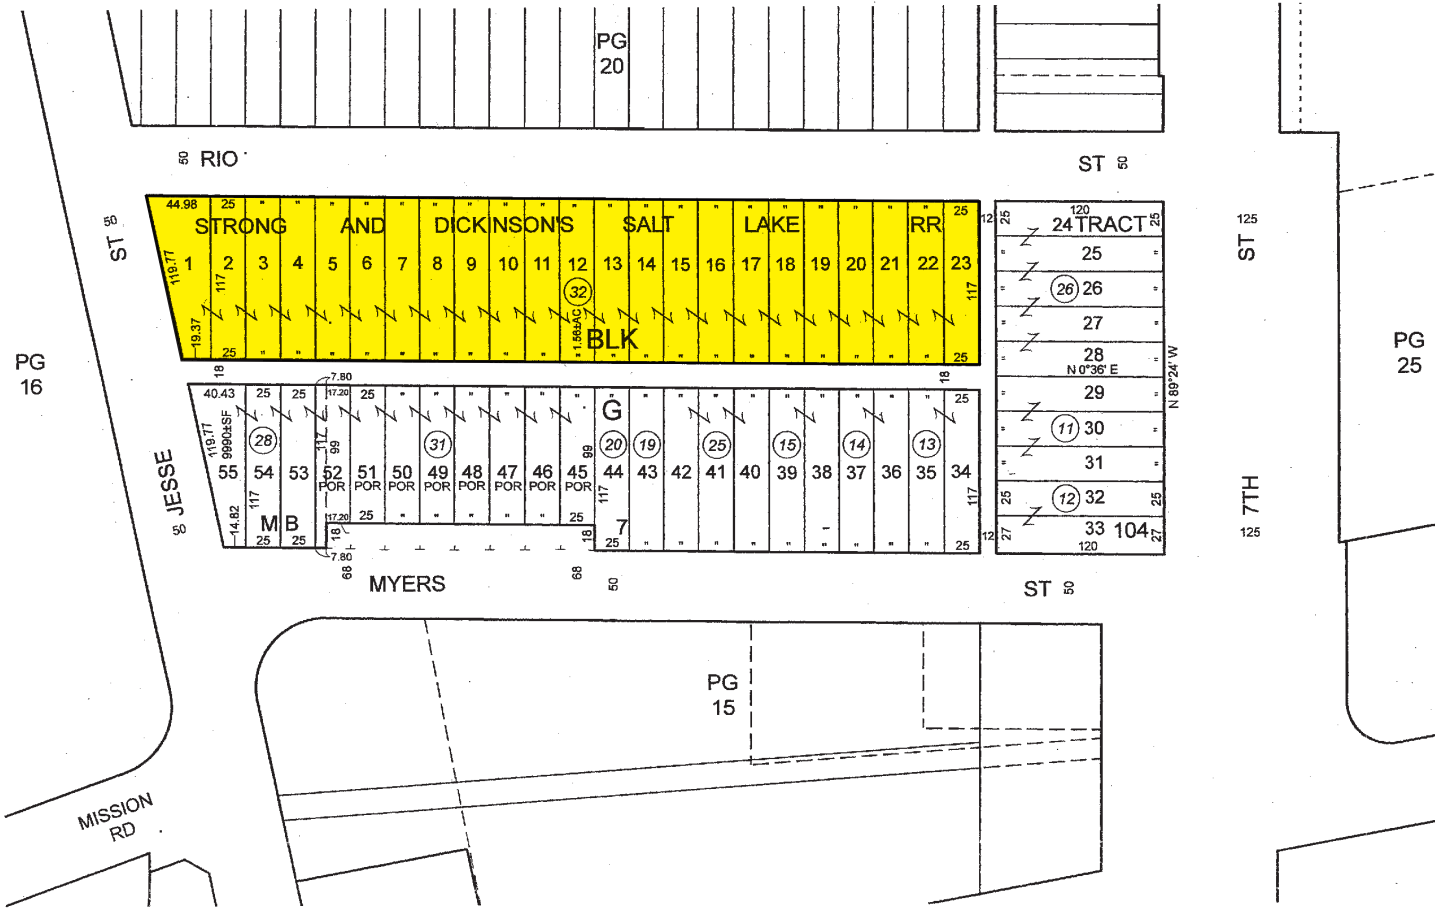 PG
20
50 RIO
ST 50
50
ST
44.98 25 " " " " " " " " " " " " " " " " " " " " 25
STRONG AND DICKINSON'S SALT LAKE RR
12
25 120 25
24 TRACT
125
ST
1 2 3 4 5 6 7 8 9 10 11 12 13 14 15 16 17 18 19 20 21 22 23
25
119.77 117 32 117
26 26
19.37 1.56±AC
BLK
27
25 " " " " " " " " " " " " " " " " " " " " 25
28
N 0°36' E
N 89°24' W
PG
16
PG
25
18 7.80 18
40.43 25 25 17.20 25 " " " " " " " " " " " " " " " " 25
29
G
119.77 9990±SF 28 117 99 31 99 20 19 25 15 14 13
11 30
55 54 53 52 51 50 49 48 47 46 45 44 43 42 41 40 39 38 37 36 35 34
POR POR POR POR POR POR POR POR
31
JESSE
50
117 117 117
25 12 32 25
7TH
125
14.82 M B 17.20 25 " " " " " 25 7
18 18
25 25 25 " " " " " " " " " 25
12 27 33 104 27
120
7.80
68 68 50
MYERS
ST 50
PG
15
MISSION
RD